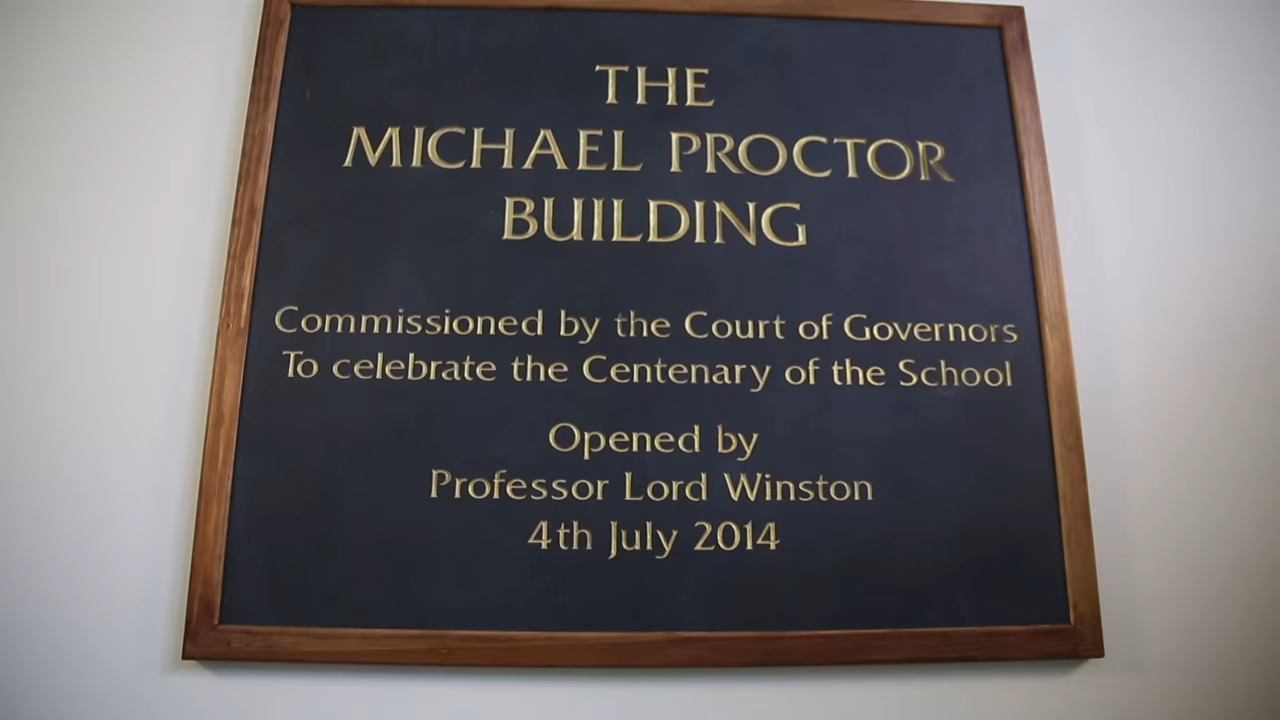 THE
MICHAEL PROCTOR
BUILDING
Commissioned by the Court of Governors
To celebrate the Centenary of the School
Opened by
Professor Lord Winston
4th July 2014